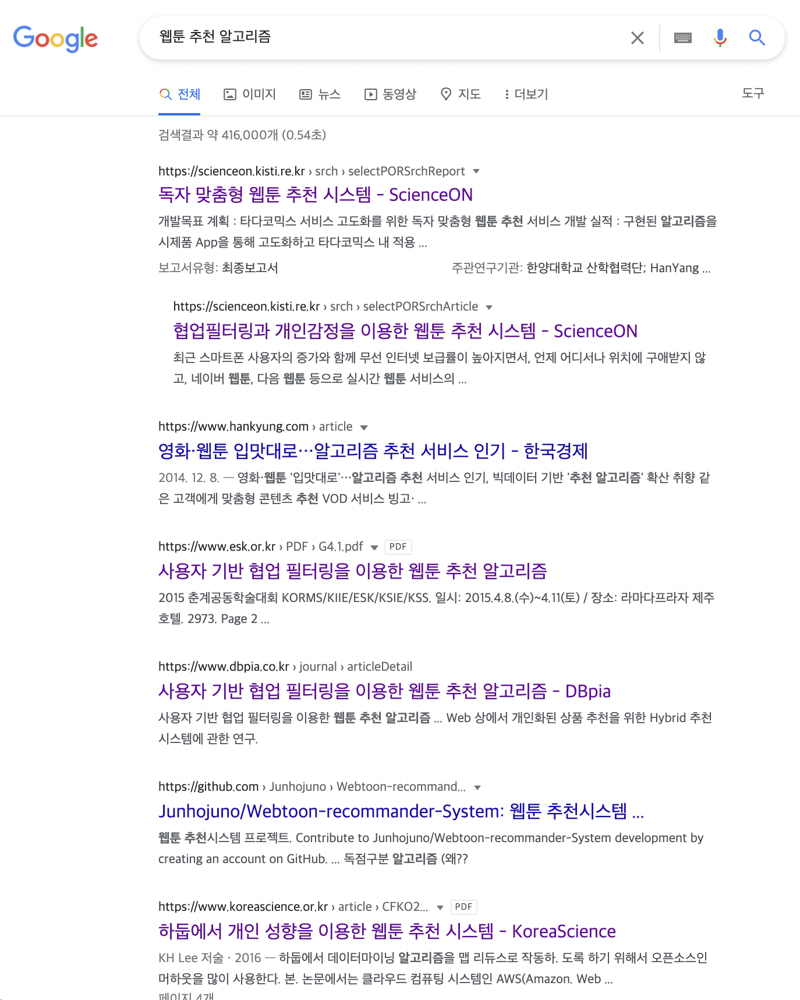 Google
웹툰 추천 알고리즘
전체 이미지 뉴스 동영상 지도 더보기 도구
검색결과 약 416,000개 (0.54초)
https://scienceon.kisti.re.kr › srch › selectPORSrchReport
독자 맞춤형 웹툰 추천 시스템 - ScienceON
개발목표 계획 : 타다코믹스 서비스 고도화를 위한 독자 맞춤형 웹툰 추천 서비스 개발 실적 : 구현된 알고리즘을
시제품 App을 통해 고도화하고 타다코믹스 내 적용 ...
보고서유형: 최종보고서 주관연구기관: 한양대학교 산학협력단; HanYang ...
https://scienceon.kisti.re.kr › srch › selectPORSrchArticle
협업필터링과 개인감정을 이용한 웹툰 추천 시스템 - ScienceON
최근 스마트폰 사용자의 증가와 함께 무선 인터넷 보급률이 높아지면서, 언제 어디서나 위치에 구애받지 않
고, 네이버 웹툰, 다음 웹툰 등으로 실시간 웹툰 서비스의 ...
https://www.hankyung.com › article
영화·웹툰 입맛대로…알고리즘 추천 서비스 인기 - 한국경제
2014. 12. 8. — 영화·웹툰 '입맛대로'…알고리즘 추천 서비스 인기, 빅데이터 기반 '추천 알고리즘' 확산 취향 같
은 고객에게 맞춤형 콘텐츠 추천 VOD 서비스 빙고· ...
https://www.esk.or.kr › PDF › G4.1.pdf PDF
사용자 기반 협업 필터링을 이용한 웹툰 추천 알고리즘
2015 춘계공동학술대회 KORMS/KIIE/ESK/KSIE/KSS. 일시: 2015.4.8.(수)~4.11(토) / 장소: 라마다프라자 제주
호텔. 2973. Page 2 ...
https://www.dbpia.co.kr › journal › articleDetail
사용자 기반 협업 필터링을 이용한 웹툰 추천 알고리즘 - DBpia
사용자 기반 협업 필터링을 이용한 웹툰 추천 알고리즘 ... Web 상에서 개인화된 상품 추천을 위한 Hybrid 추천
시스템에 관한 연구.
https://github.com › Junhojuno › Webtoon-recommand...
Junhojuno/Webtoon-recommander-System: 웹툰 추천시스템 ...
웹툰 추천시스템 프로젝트. Contribute to Junhojuno/Webtoon-recommander-System development by
creating an account on GitHub. ... 독점구분 알고리즘 (왜??
https://www.koreascience.or.kr › article › CFKO2... PDF
하둡에서 개인 성향을 이용한 웹툰 추천 시스템 - KoreaScience
KH Lee 저술 · 2016 — 하둡에서 데이터마이닝 알고리즘을 맵 리듀스로 작동하. 도록 하기 위해서 오픈소스인
머하웃을 많이 사용한다. 본. 논문에서는 클라우드 컴퓨팅 시스템인 AWS(Amazon. Web ...
페이지 4개